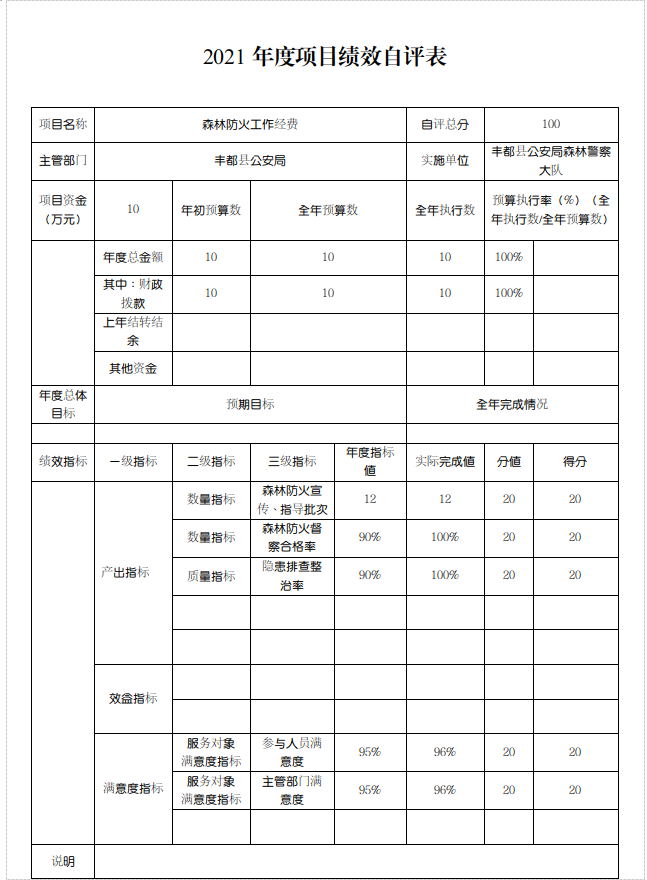 2021 年度项目绩效自评表
项目名称 森林防火工作经费 自评总分 100
主管部门 丰都县公安局 实施单位 丰都县公安局森林警察
大队
项目资金
（万元） 10 年初预算数 全年预算数 全年执行数 预算执行率（%）（全
年执行数/全年预算数）
年度总金额 10 10 10 100%
其中：财政
拨款 10 10 10 100%
上年结转结
余
其他资金
年度总体
目标 预期目标 全年完成情况
绩效指标 一级指标 二级指标 三级指标 年度指标
值 实际完成值 分值 得分
产出指标 数量指标 森林防火宣
传、指导批次 12 12 20 20
数量指标 森林防火督
察合格率 90% 100% 20 20
质量指标 隐患排查整
治率 90% 100% 20 20
效益指标
满意度指标 服务对象
满意度指标 参与人员满
意度 95% 96% 20 20
服务对象
满意度指标 主管部门满
意度 95% 96% 20 20
说明